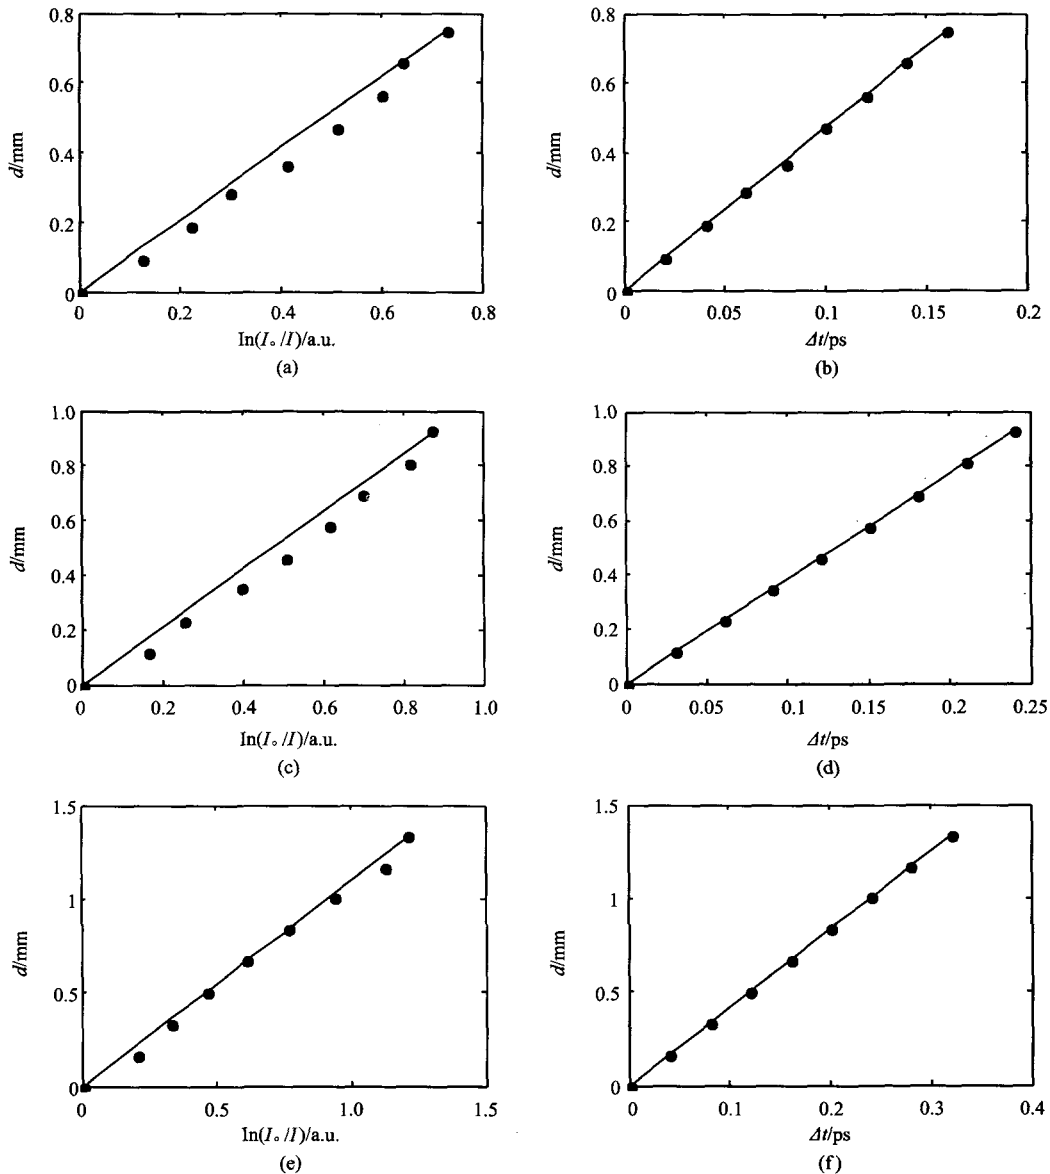 0.8
0.6
0.4
0.2
0
d/mm
0.2 0.4 0.6 0.8
ln(I₀/I)/a.u.
(a)
0.8
0.6
0.4
0.2
0
d/mm
0 0.05 0.1 0.15 0.2
Δt/ps
(b)
1.0
0.8
0.6
0.4
0.2
0
d/mm
0 0.2 0.4 0.6 0.8 1.0
ln(I₀/I)/a.u.
(c)
1.0
0.8
0.6
0.4
0.2
0
d/mm
0 0.05 0.1 0.15 0.2 0.25
Δt/ps
(d)
1.5
1
0.5
0
d/mm
0 0.5 1.0 1.5
ln(I₀/I)/a.u.
(e)
1.5
1
0.5
0
d/mm
0 0.1 0.2 0.3 0.4
Δt/ps
(f)